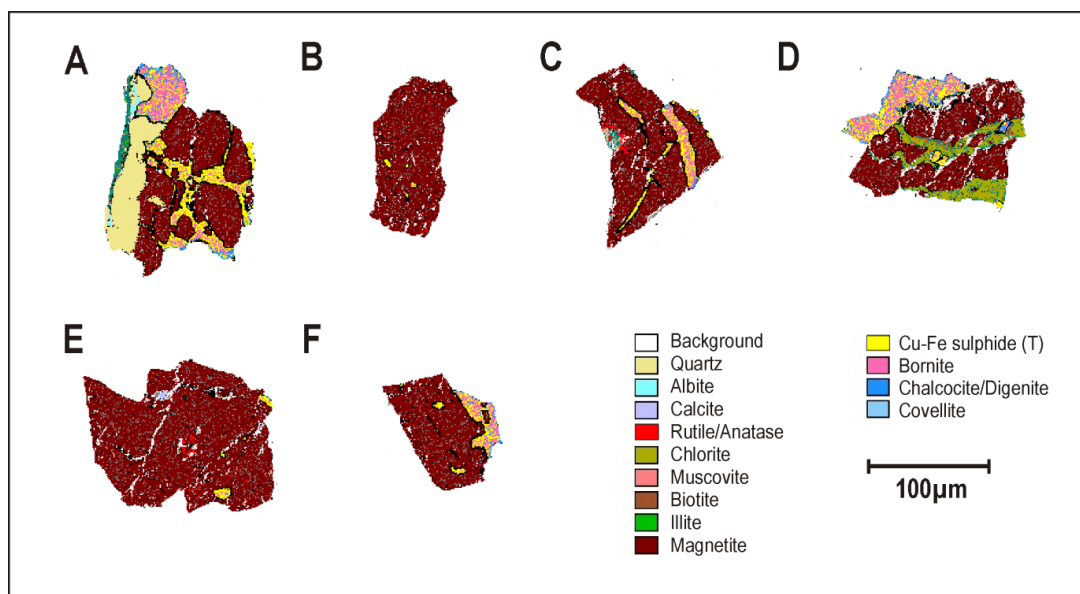 A
B
C
D
E
F
Background
Quartz
Albite
Calcite
Rutile/Anatase
Chlorite
Muscovite
Biotite
Illite
Magnetite
Cu-Fe sulphide (T)
Bornite
Chalcocite/Digenite
Covellite
100µm